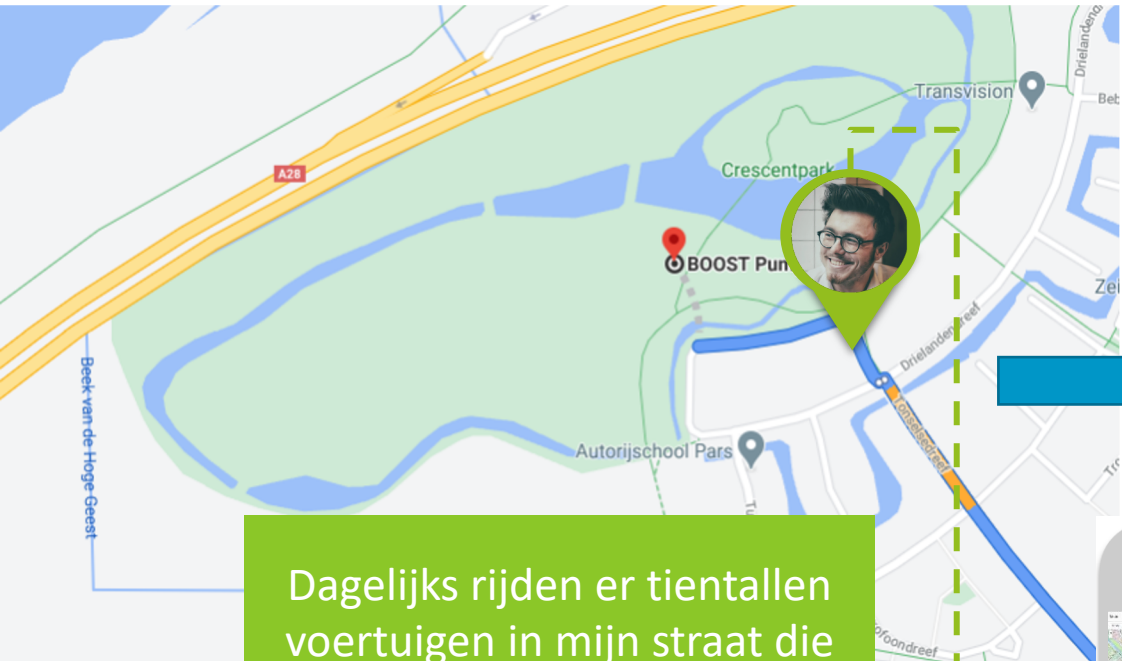 Drielandendreef
Transvision
A28
Crescentpark
BOOST Pun
Drielandendreef
Beek van de Hoge Geest
Tonselsedreef
Autorijschool Pars
Dagelijks rijden er tientallen
voertuigen in mijn straat die